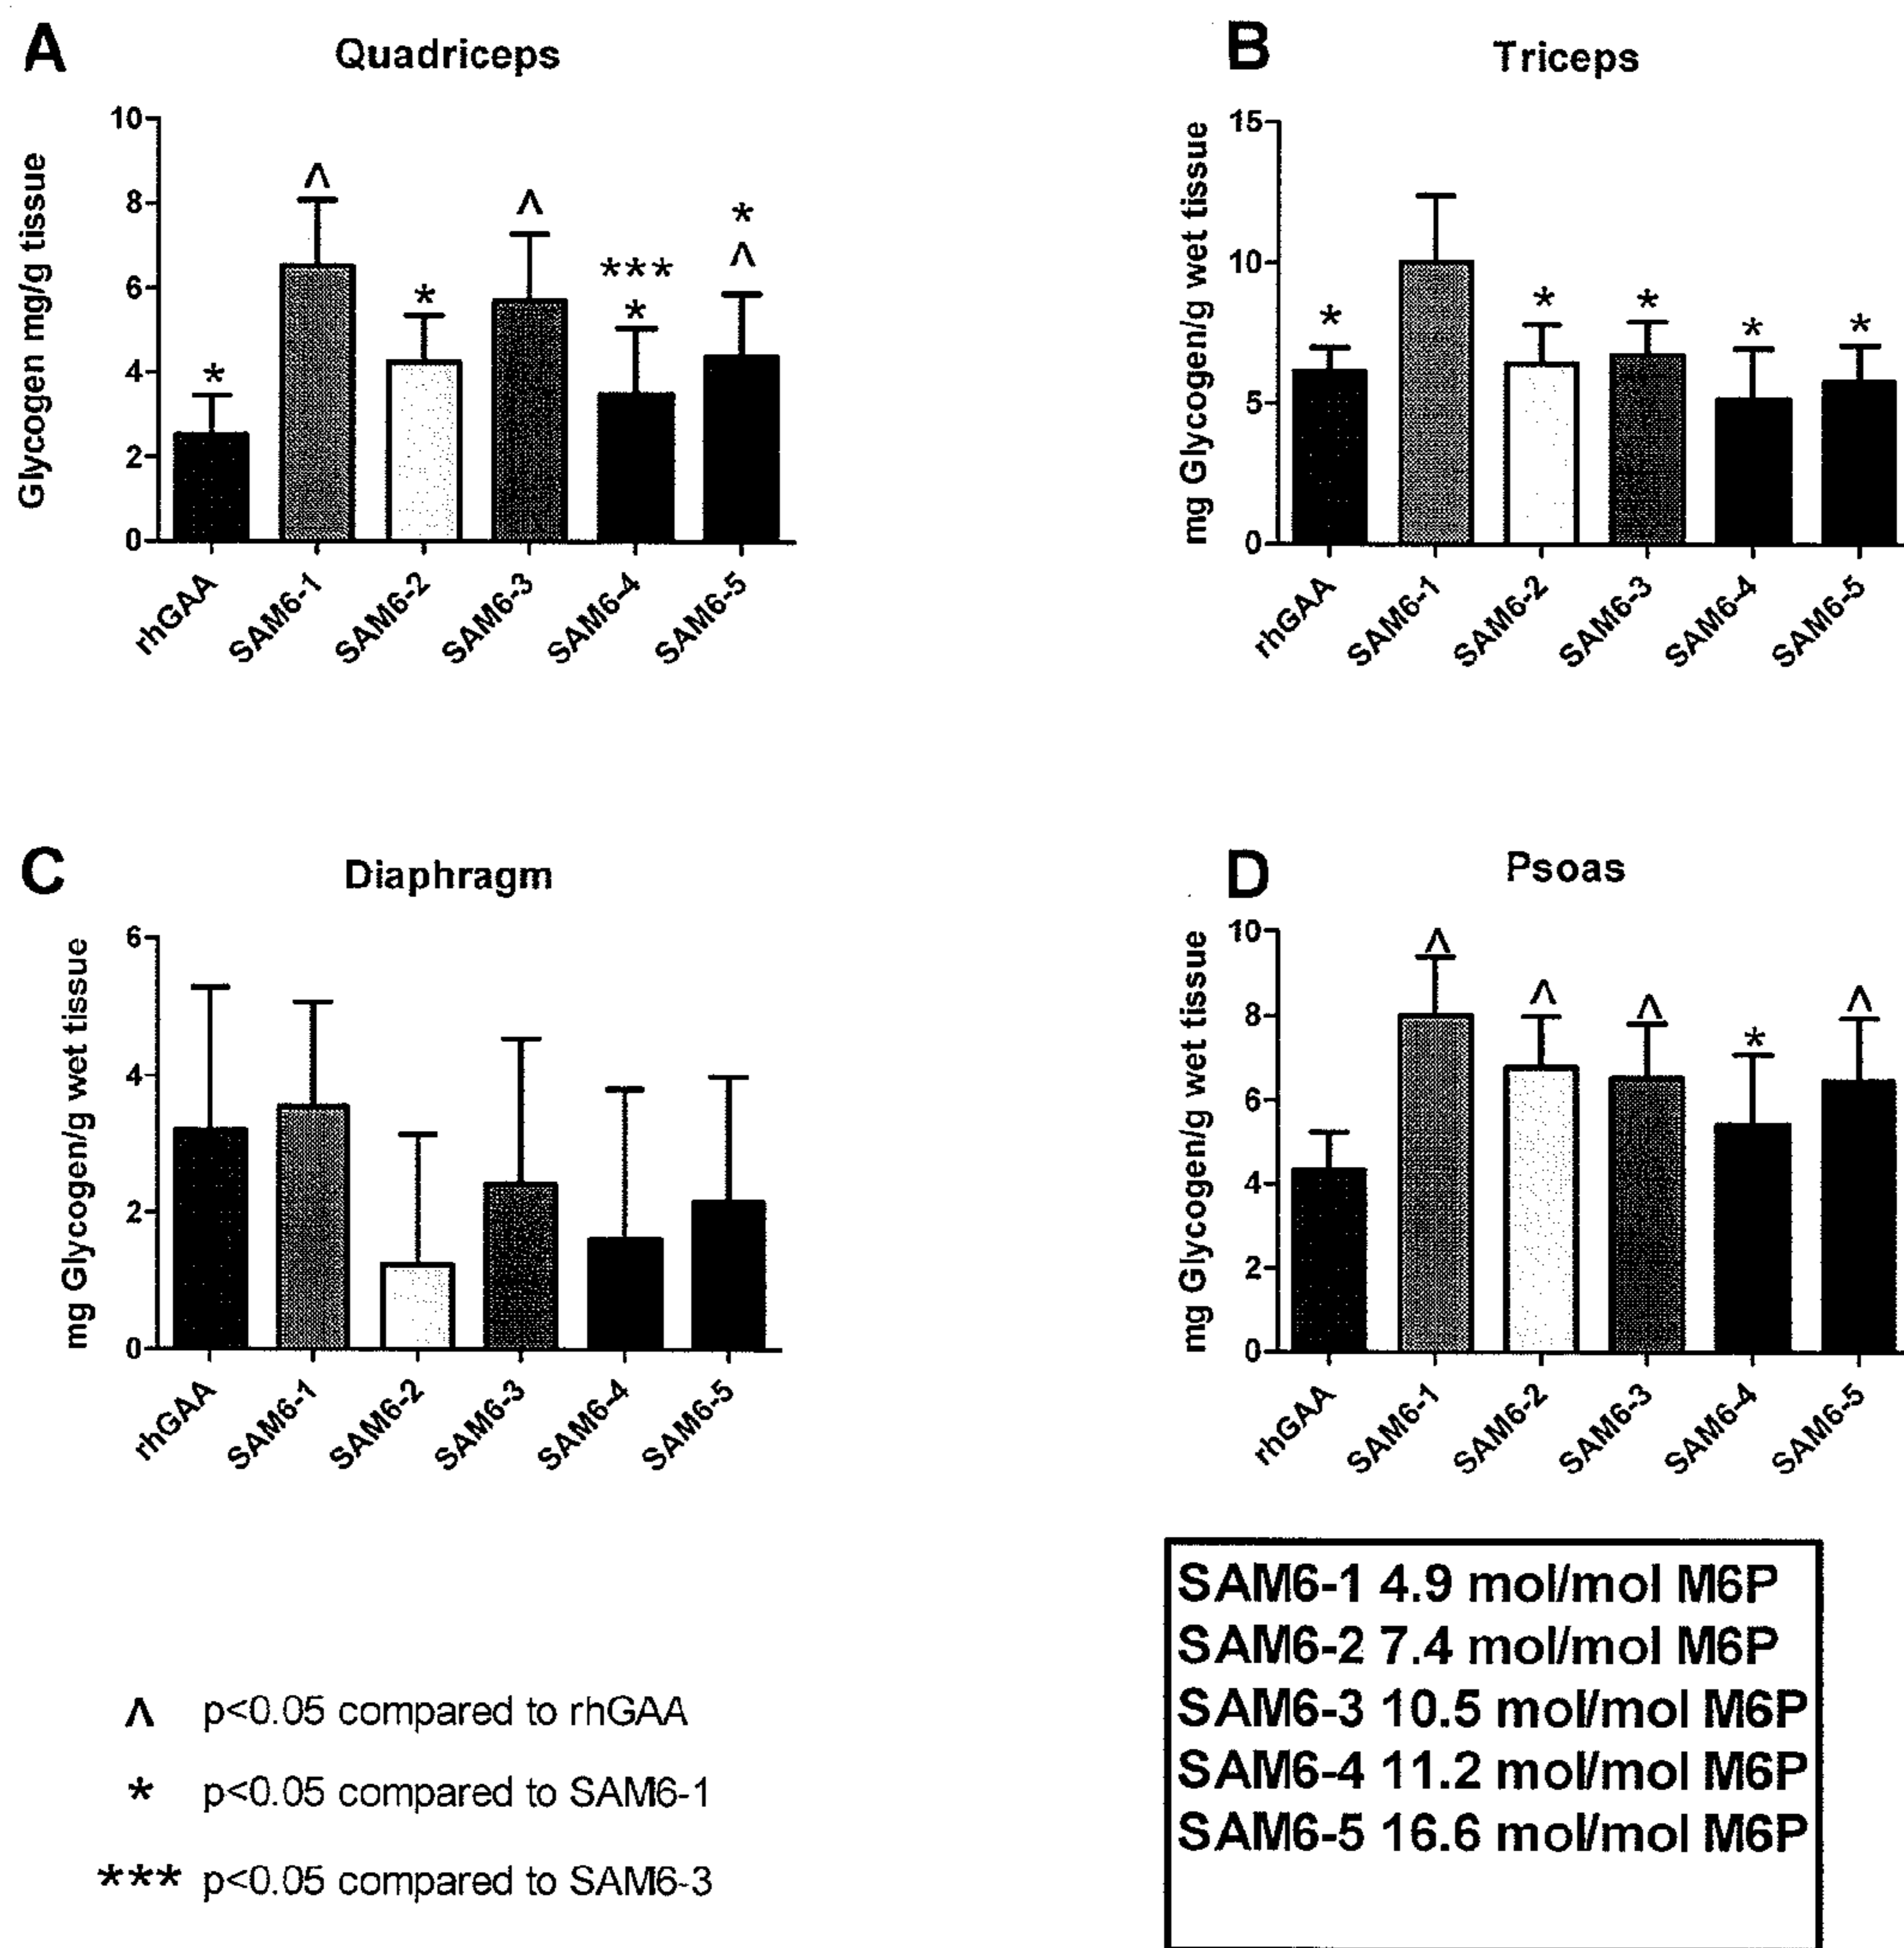 A
Quadriceps
Glycogen mg/g tissue
10
8
6
4
2
0
^
^
*
*
^
***
*
*
*
rhGAA
SAM6-1
SAM6-2
SAM6-3
SAM6-4
SAM6-5
B
Triceps
mg Glycogen/g wet tissue
15
10
5
0
*
*
*
*
*
rhGAA
SAM6-1
SAM6-2
SAM6-3
SAM6-4
SAM6-5
C
Diaphragm
mg Glycogen/g wet tissue
6
4
2
0
rhGAA
SAM6-1
SAM6-2
SAM6-3
SAM6-4
SAM6-5
D
Psoas
mg Glycogen/g wet tissue
10
8
6
4
2
0
^
^
^
*
^
rhGAA
SAM6-1
SAM6-2
SAM6-3
SAM6-4
SAM6-5
^ p<0.05 compared to rhGAA
* p<0.05 compared to SAM6-1
*** p<0.05 compared to SAM6-3
SAM6-1 4.9 mol/mol M6P
SAM6-2 7.4 mol/mol M6P
SAM6-3 10.5 mol/mol M6P
SAM6-4 11.2 mol/mol M6P
SAM6-5 16.6 mol/mol M6P